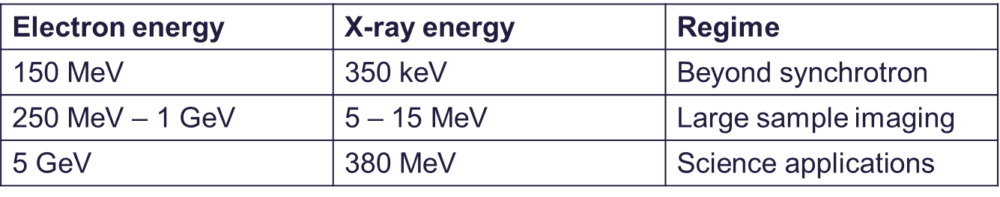 Electron energy X-ray energy Regime
150 MeV 350 keV Beyond synchrotron
250 MeV – 1 GeV 5 – 15 MeV Large sample imaging
5 GeV 380 MeV Science applications